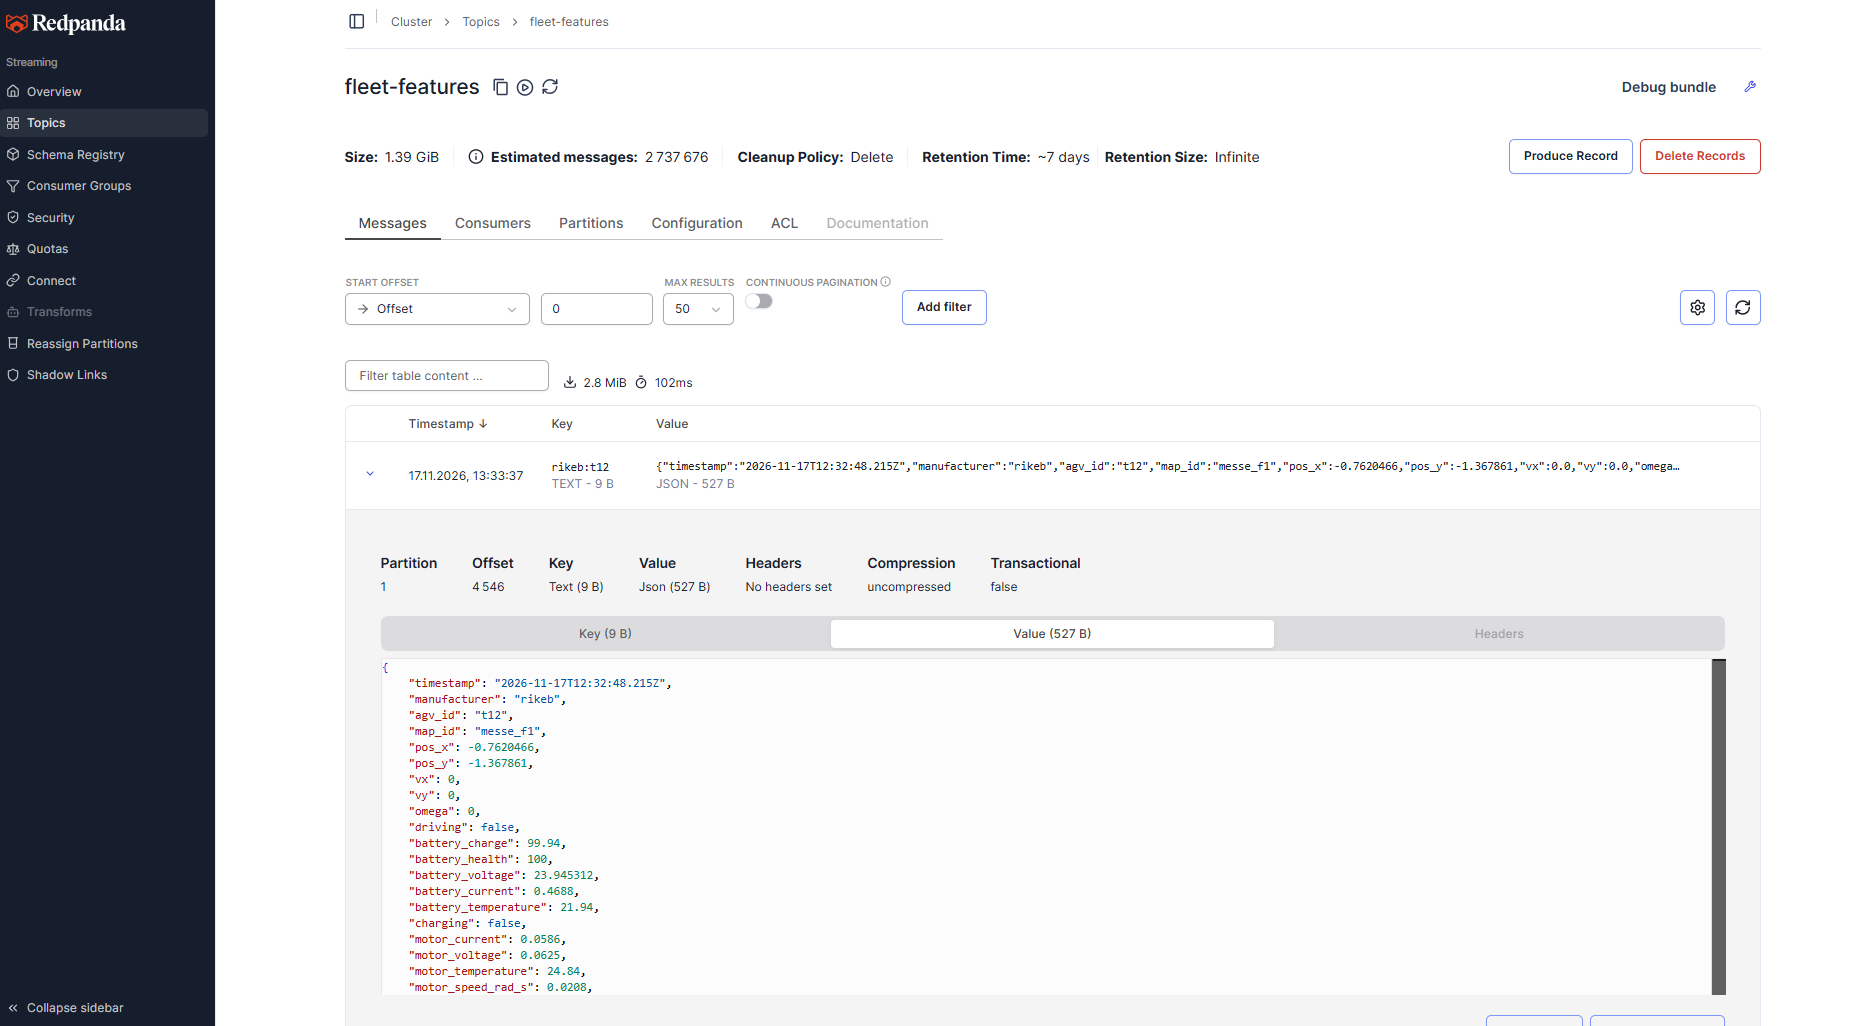 Redpanda
Streaming
Overview
Topics
Schema Registry
Consumer Groups
Security
Quotas
Connect
Transforms
Reassign Partitions
Shadow Links
Collapse sidebar
Cluster > Topics > fleet-features
fleet-features
Debug bundle
Size: 1.39 GiB Estimated messages: 2 737 676 Cleanup Policy: Delete Retention Time: ~7 days Retention Size: Infinite
Produce Record Delete Records
Messages Consumers Partitions Configuration ACL Documentation
START OFFSET MAX RESULTS CONTINUOUS PAGINATION
Offset 0 50 Add filter
Filter table content ... 2.8 MiB 102ms
Timestamp Key Value
17.11.2026, 13:33:37
rikeb:t12
TEXT - 9 B
{"timestamp":"2026-11-17T12:32:48.215Z","manufacturer":"rikeb","agv_id":"t12","map_id":"messe_f1","pos_x":-0.7620466,"pos_y":-1.367861,"vx":0.0,"vy":0.0,"omega…
JSON - 527 B
Partition Offset Key Value Headers Compression Transactional
1 4 546 Text (9 B) Json (527 B) No headers set uncompressed false
Key (9 B) Value (527 B) Headers
{
"timestamp": "2026-11-17T12:32:48.215Z",
"manufacturer": "rikeb",
"agv_id": "t12",
"map_id": "messe_f1",
"pos_x": -0.7620466,
"pos_y": -1.367861,
"vx": 0,
"vy": 0,
"omega": 0,
"driving": false,
"battery_charge": 99.94,
"battery_health": 100,
"battery_voltage": 23.945312,
"battery_current": 0.4688,
"battery_temperature": 21.94,
"charging": false,
"motor_current": 0.0586,
"motor_voltage": 0.0625,
"motor_temperature": 24.84,
"motor_speed_rad_s": 0.0208,